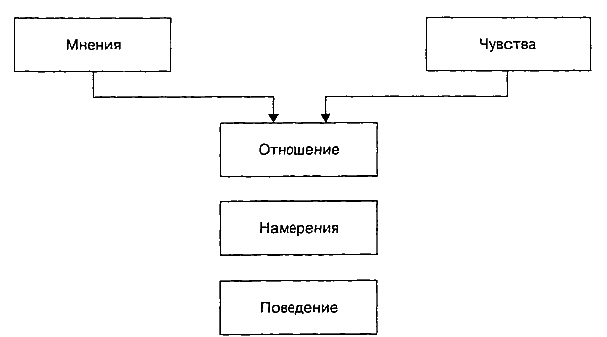 Мнения
Чувства
Отношение
Намерения
Поведение